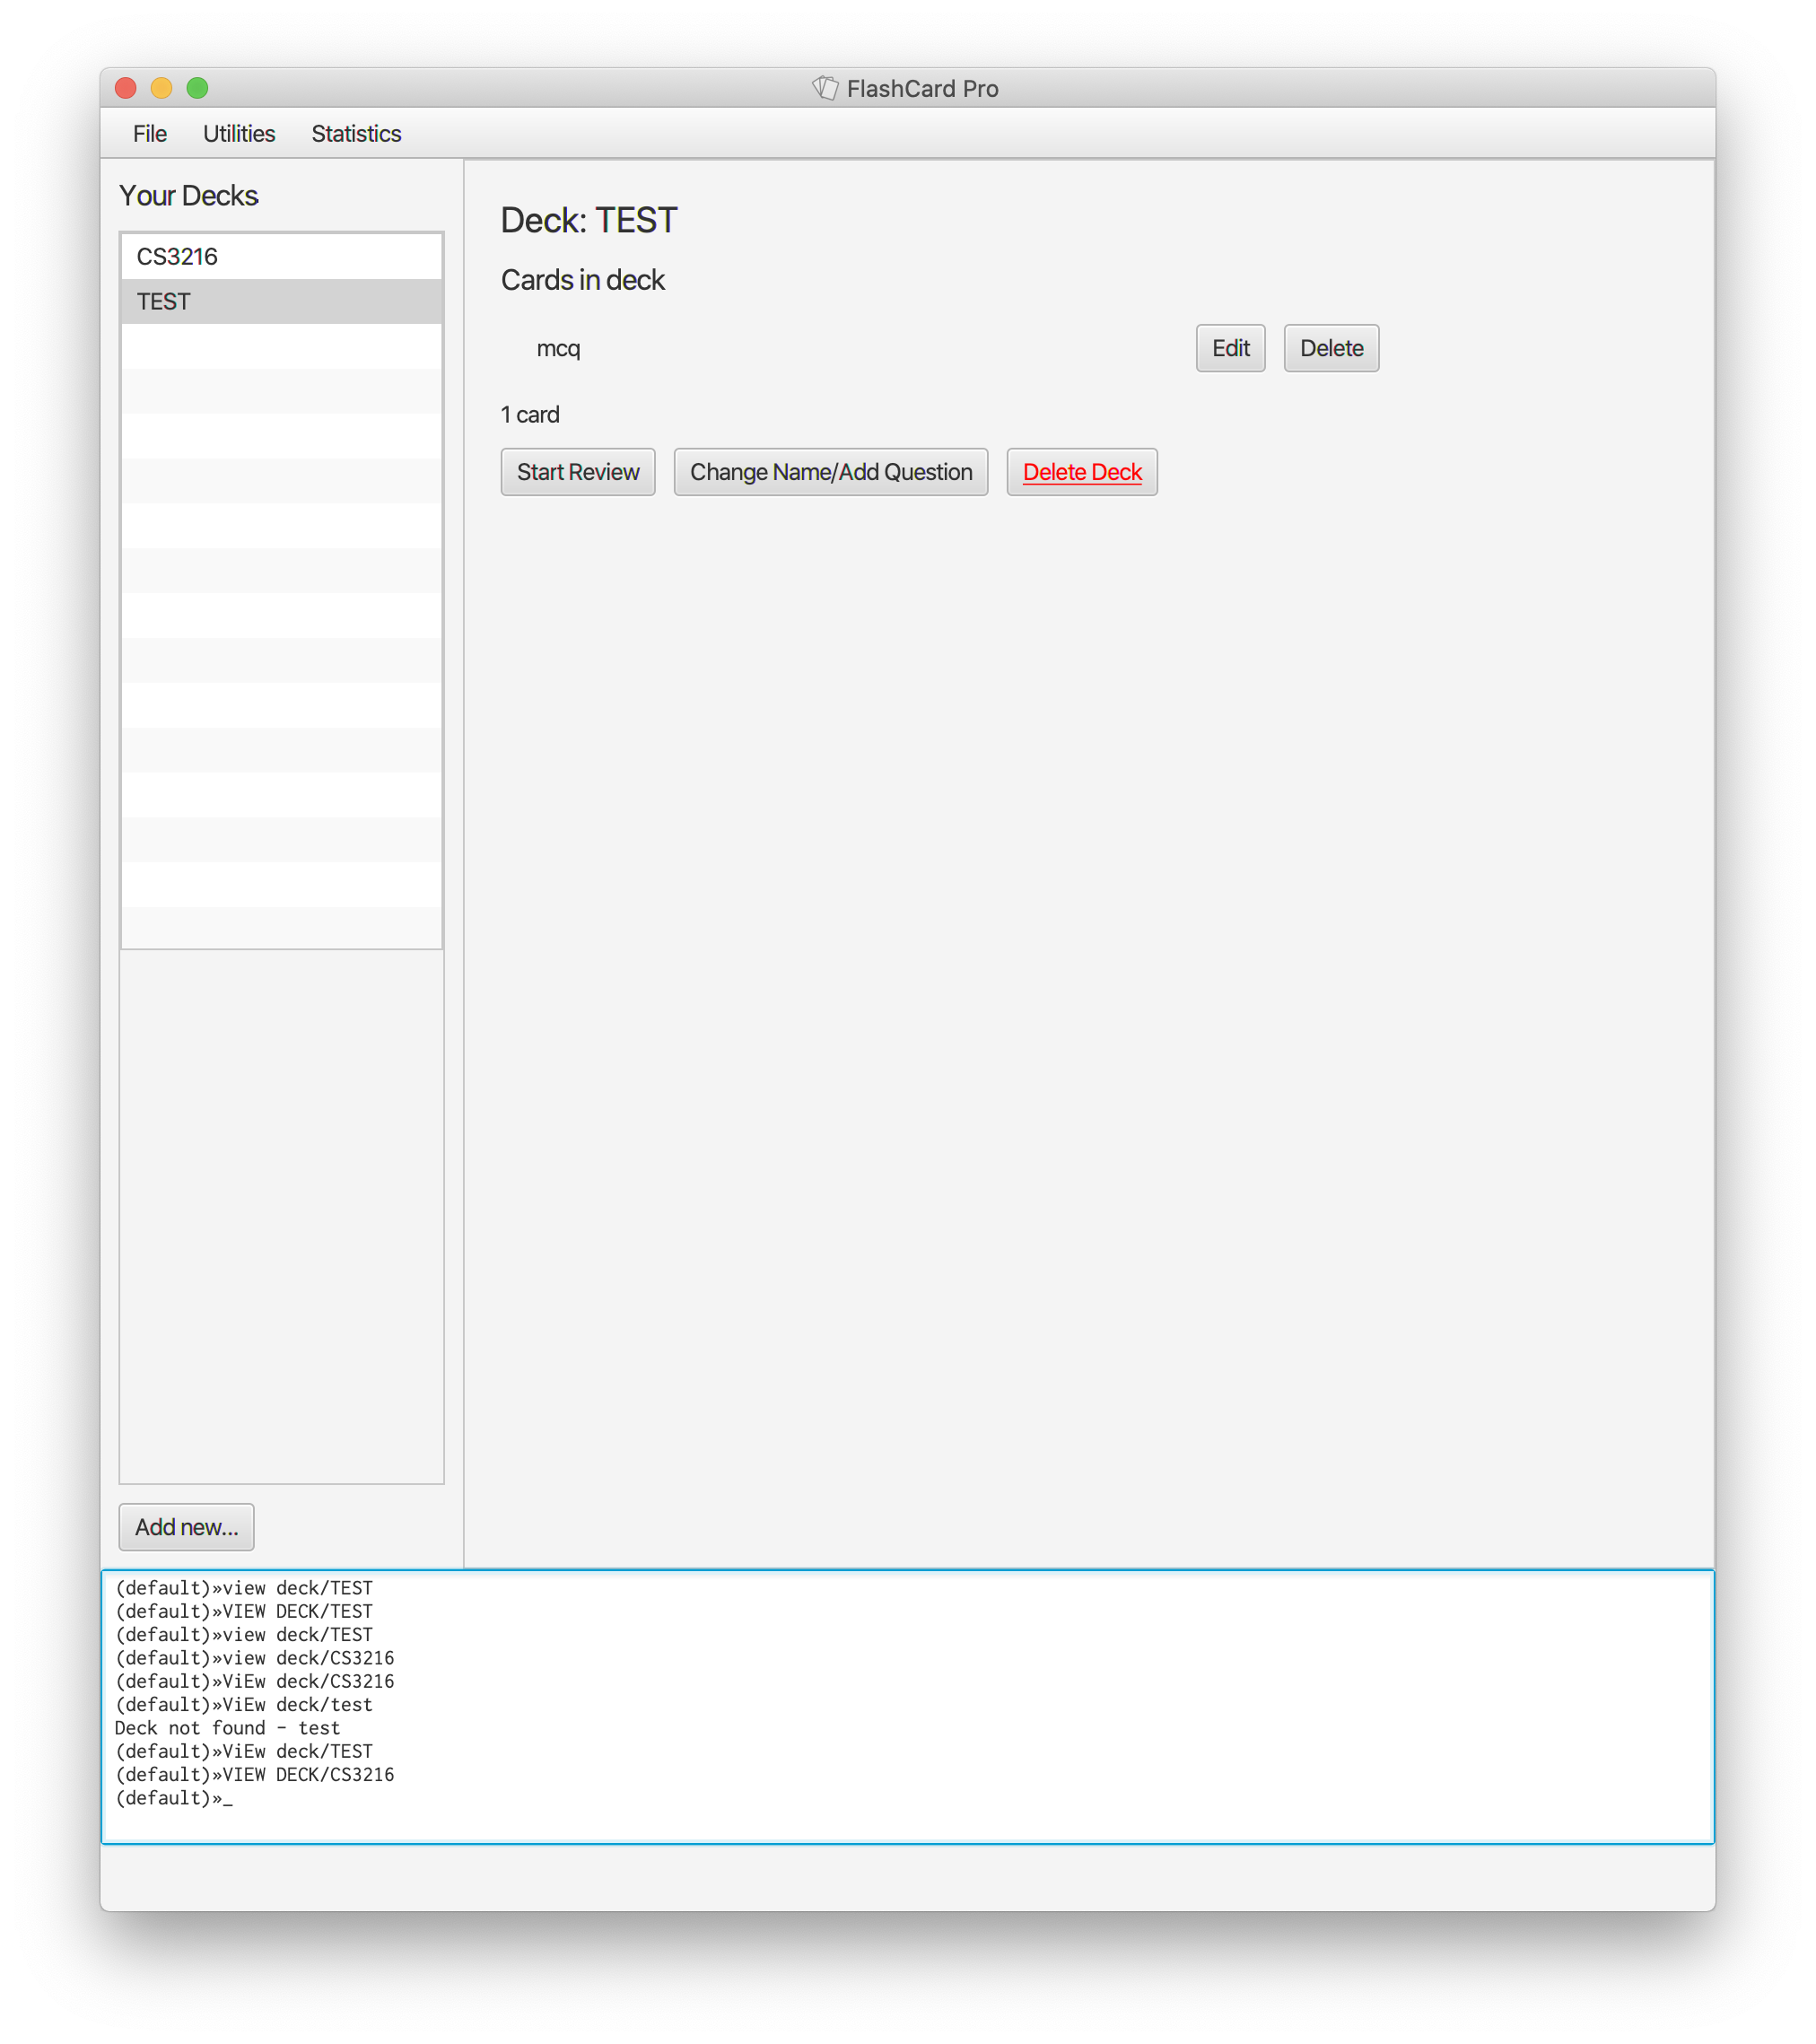 FlashCard Pro
File Utilities Statistics
Your Decks
CS3216
TEST
Add new...
Deck: TEST
Cards in deck
mcq Edit Delete
1 card
Start Review Change Name/Add Question Delete Deck
(default)»view deck/TEST
(default)»VIEW DECK/TEST
(default)»view deck/TEST
(default)»view deck/CS3216
(default)»ViEw deck/CS3216
(default)»ViEw deck/test
Deck not found - test
(default)»ViEw deck/TEST
(default)»VIEW DECK/CS3216
(default)»_